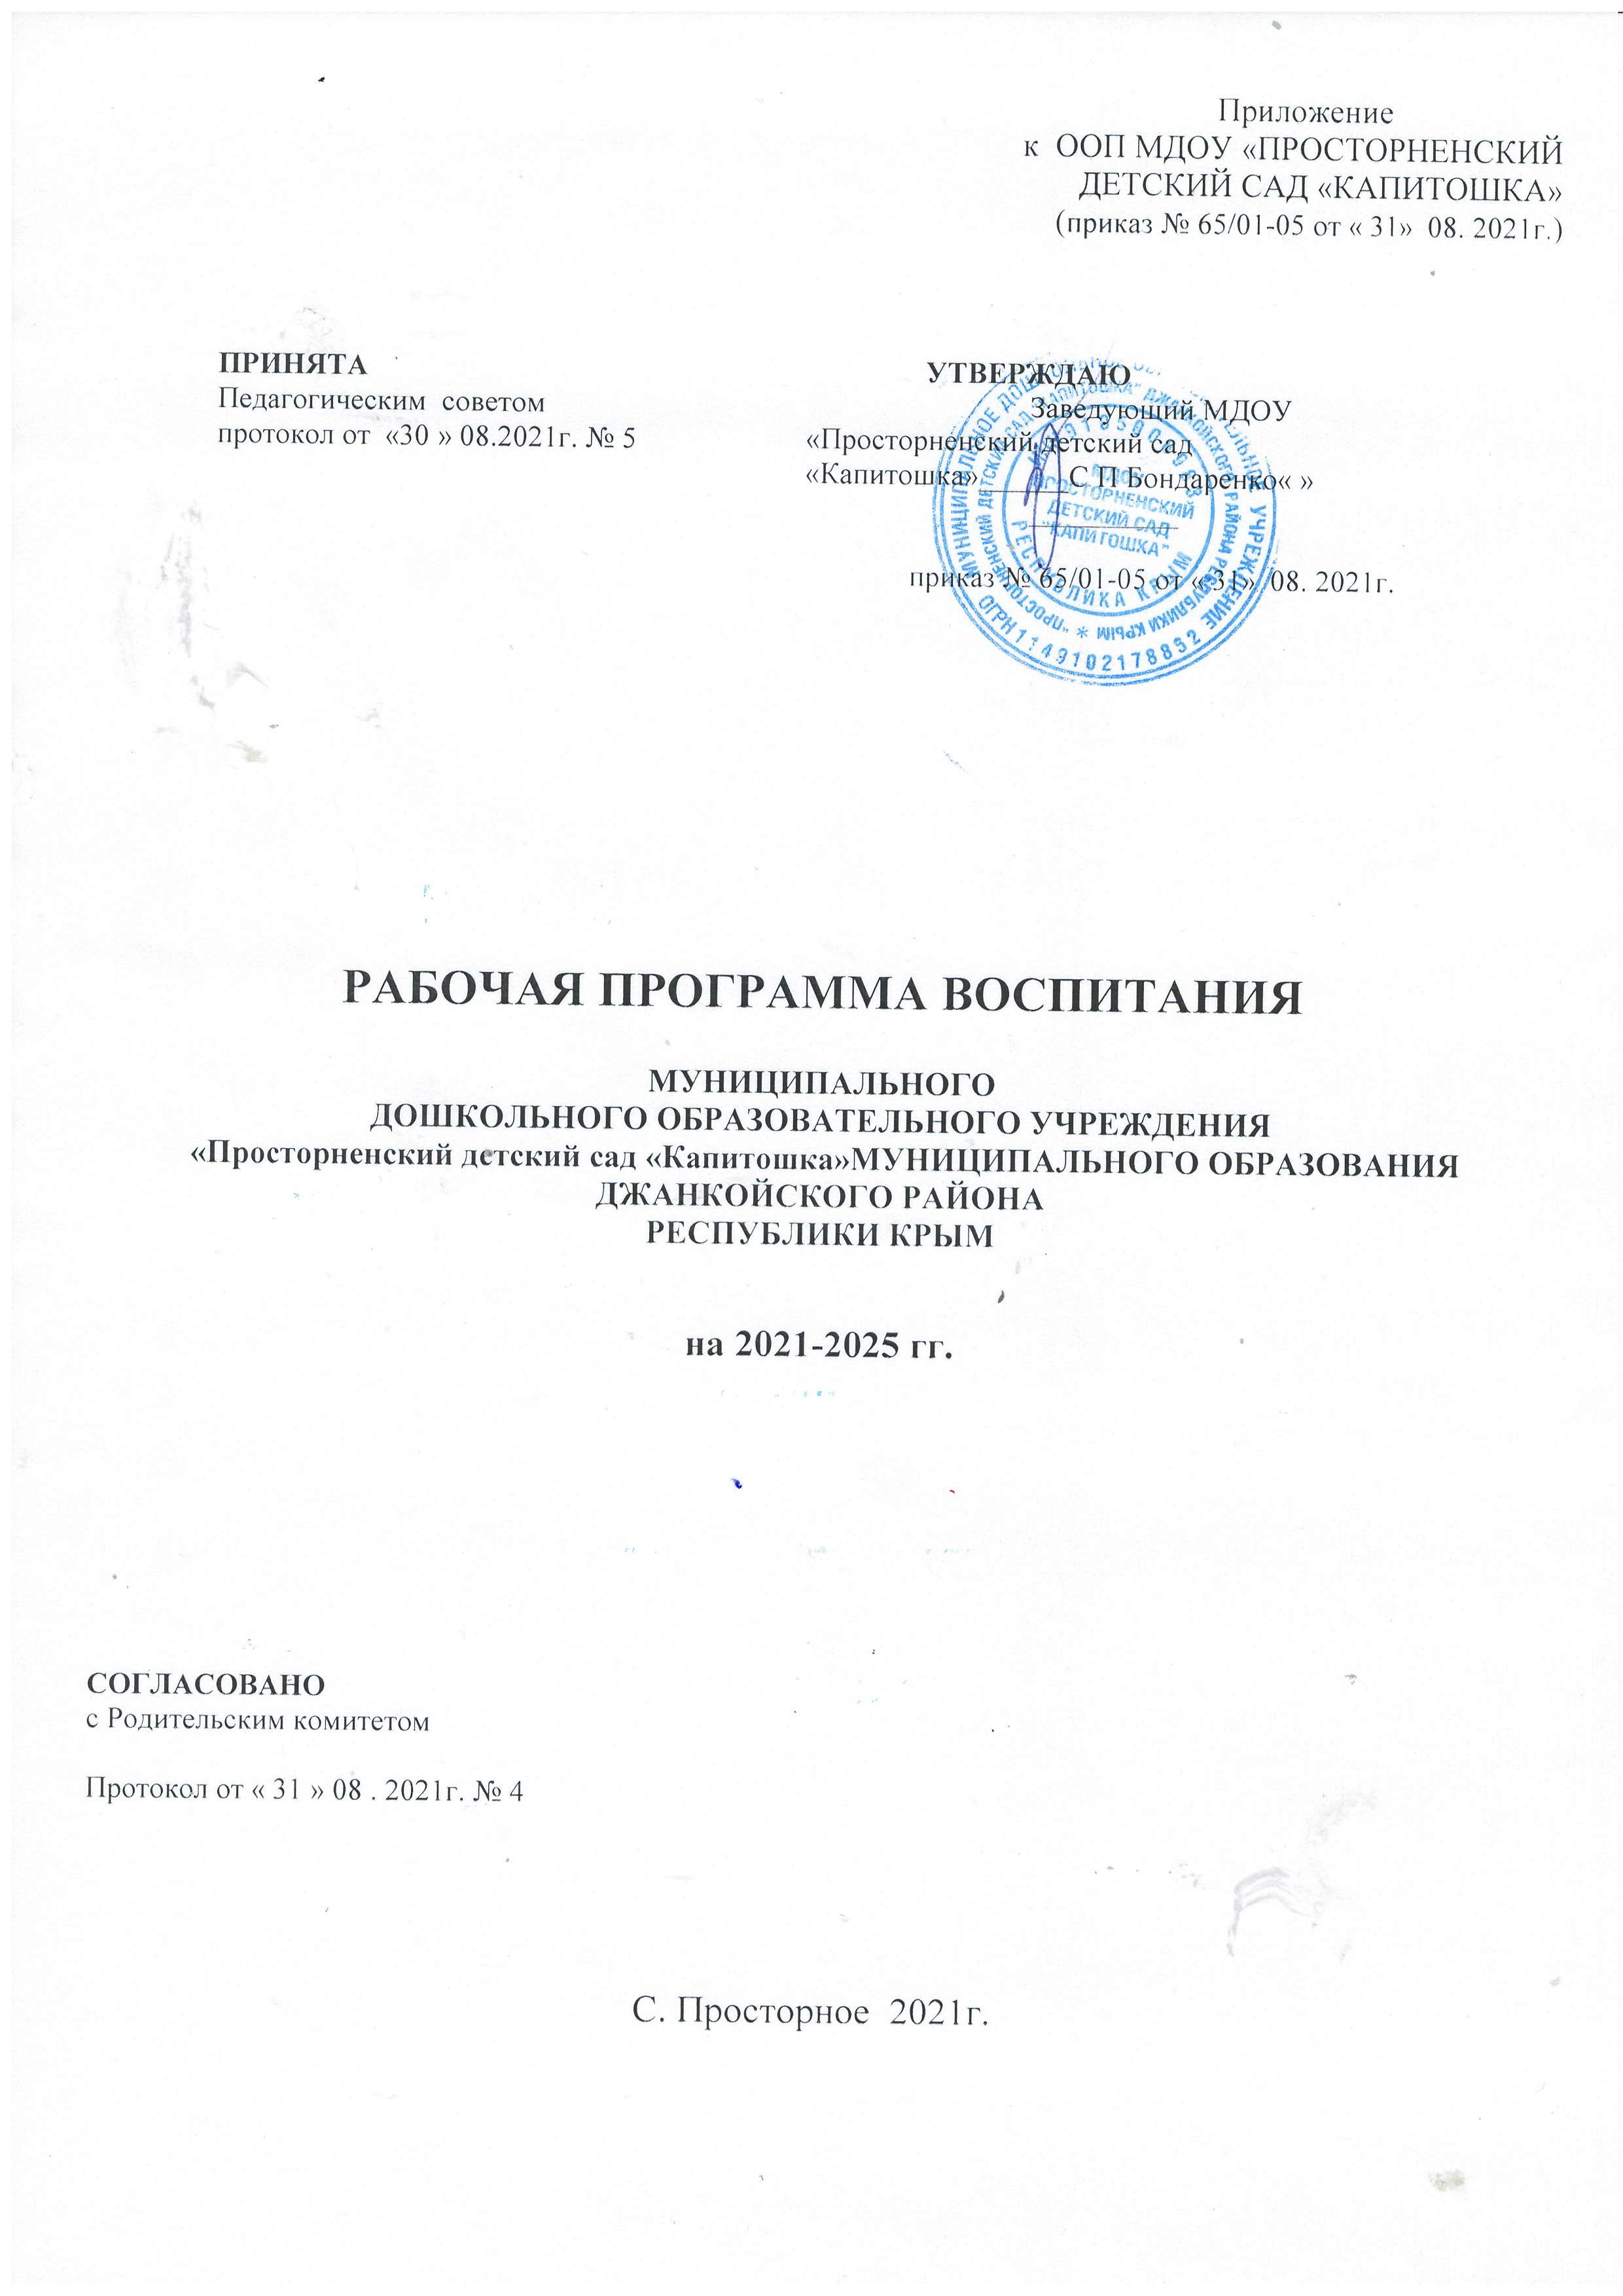 Приложение
к ООП МДОУ «ПРОСТОРНЕНСКИЙ
ДЕТСКИЙ САД «КАПИТОШКА»
(приказ № 65/01-05 от « 31» 08. 2021г.)
ПРИНЯТА
Педагогическим советом
протокол от «30 » 08.2021г. № 5
УТВЕРЖДАЮ
Заведующий МДОУ
«Просторненский детский сад
«Капитошка»______С П Бондаренко« »
приказ № 65/01-05 от « 31» 08. 2021г.
ПРОСТОРНЕНСКИЙ
ДЕТСКИЙ САД
"КАПИТОШКА"
РЕСПУБЛИКА КРЫМ
РАБОЧАЯ ПРОГРАММА ВОСПИТАНИЯ
МУНИЦИПАЛЬНОГО
ДОШКОЛЬНОГО ОБРАЗОВАТЕЛЬНОГО УЧРЕЖДЕНИЯ
«Просторненский детский сад «Капитошка»МУНИЦИПАЛЬНОГО ОБРАЗОВАНИЯ
ДЖАНКОЙСКОГО РАЙОНА
РЕСПУБЛИКИ КРЫМ
на 2021-2025 гг.
СОГЛАСОВАНО
с Родительским комитетом
Протокол от « 31 » 08 . 2021г. № 4
С. Просторное 2021г.